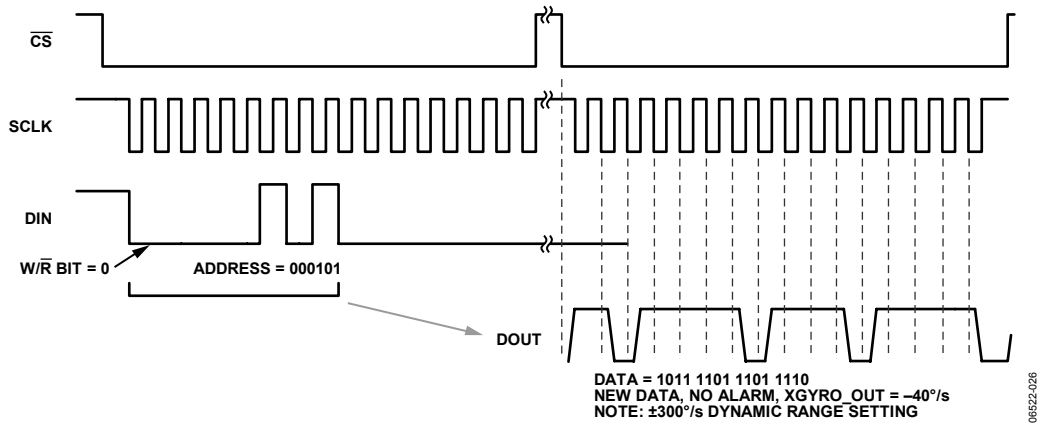 CS
SCLK
DIN
W/R BIT = 0
ADDRESS = 000101
DOUT
DATA = 1011 1101 1101 1110
NEW DATA, NO ALARM, XGYRO_OUT = –40°/s
NOTE: ±300°/s DYNAMIC RANGE SETTING
06522-026